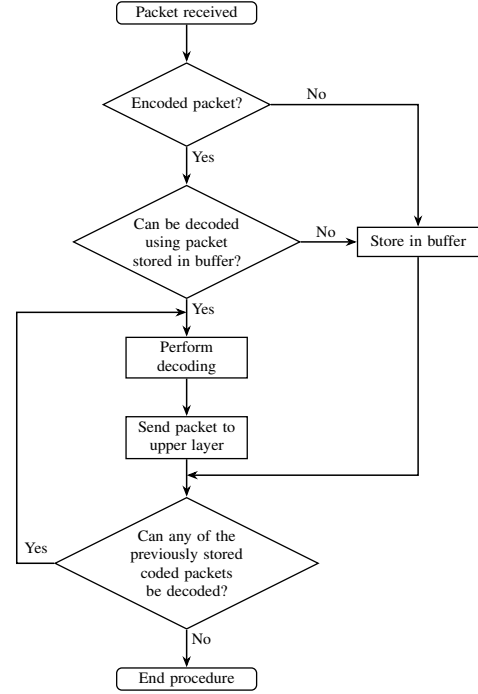 Packet received
Encoded packet?
No
Yes
Can be decoded
using packet
stored in buffer?
No
Store in buffer
Yes
Perform
decoding
Send packet to
upper layer
Can any of the
previously stored
coded packets
be decoded?
Yes
No
End procedure